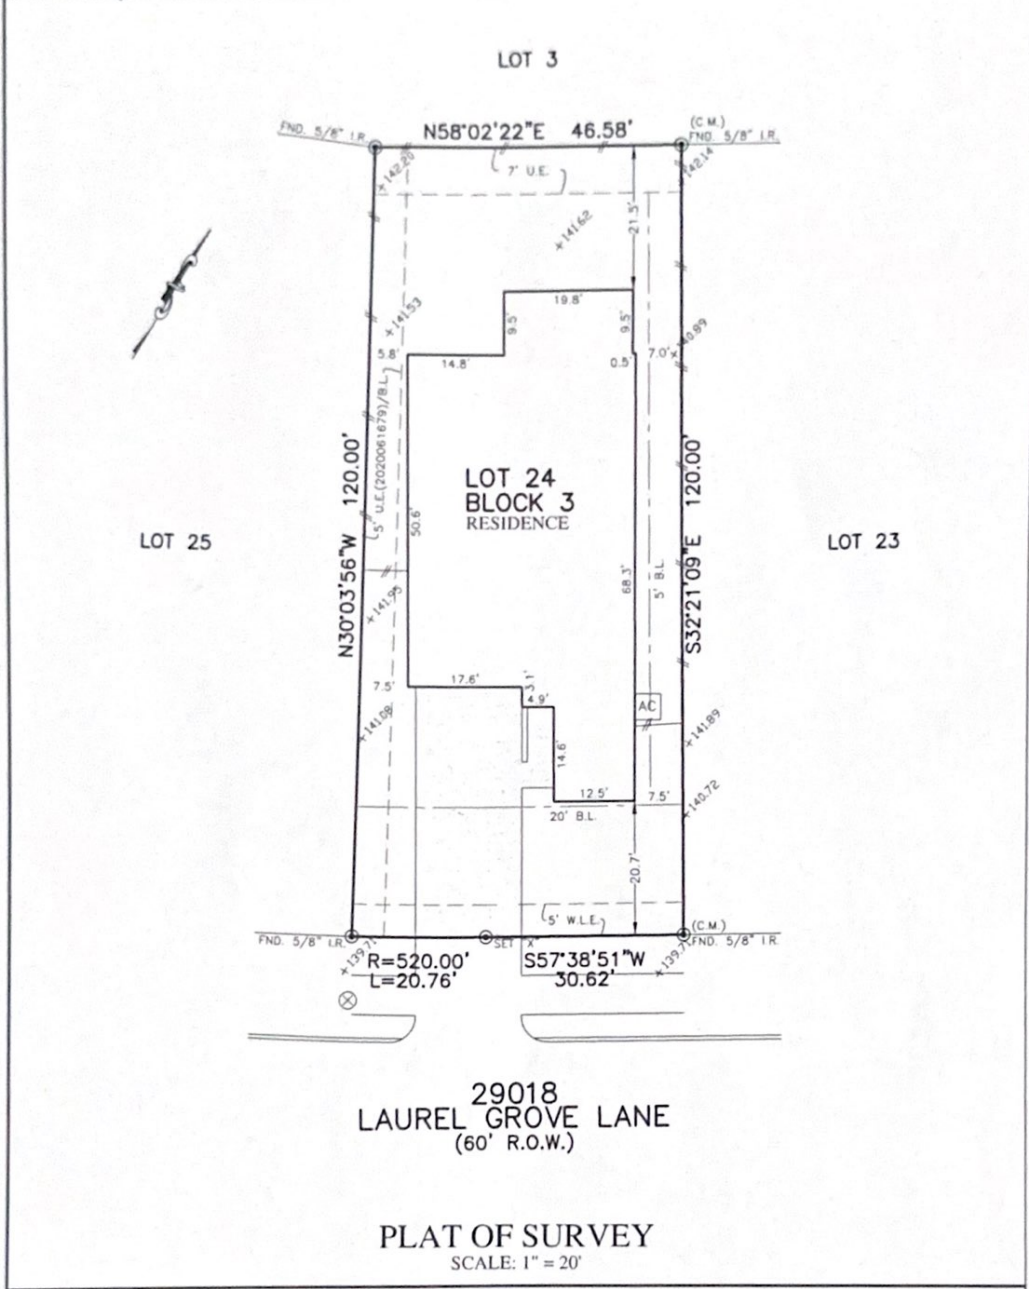 LOT 3
FND. 5/8" I.R.
N58°02'22"E 46.58'
(C.M.)
FND. 5/8" I.R.
+142.20
7' U.E.
142.14
+141.62
21.5'
19.8'
9.5'
9.5'
+141.53
5.8'
14.8'
0.5'
7.0'
5' U.E.(2020061679)/B.L.
N30°03'56"W 120.00'
50.6'
LOT 24
BLOCK 3
RESIDENCE
LOT 25
LOT 23
68.3'
5' B.L.
S32°21'09"E 120.00'
+141.95
7.5'
17.6'
3.1'
4.9'
AC
+141.08
14.6'
+141.89
12.5'
7.5'
+140.72
20' B.L.
20.7'
5' W.L.E.
FND. 5/8" I.R.
SET "X"
(C.M.)
FND. 5/8" I.R.
R=520.00'
L=20.76'
S57°38'51"W
30.62'
29018
LAUREL GROVE LANE
(60' R.O.W.)
PLAT OF SURVEY
SCALE: 1" = 20'